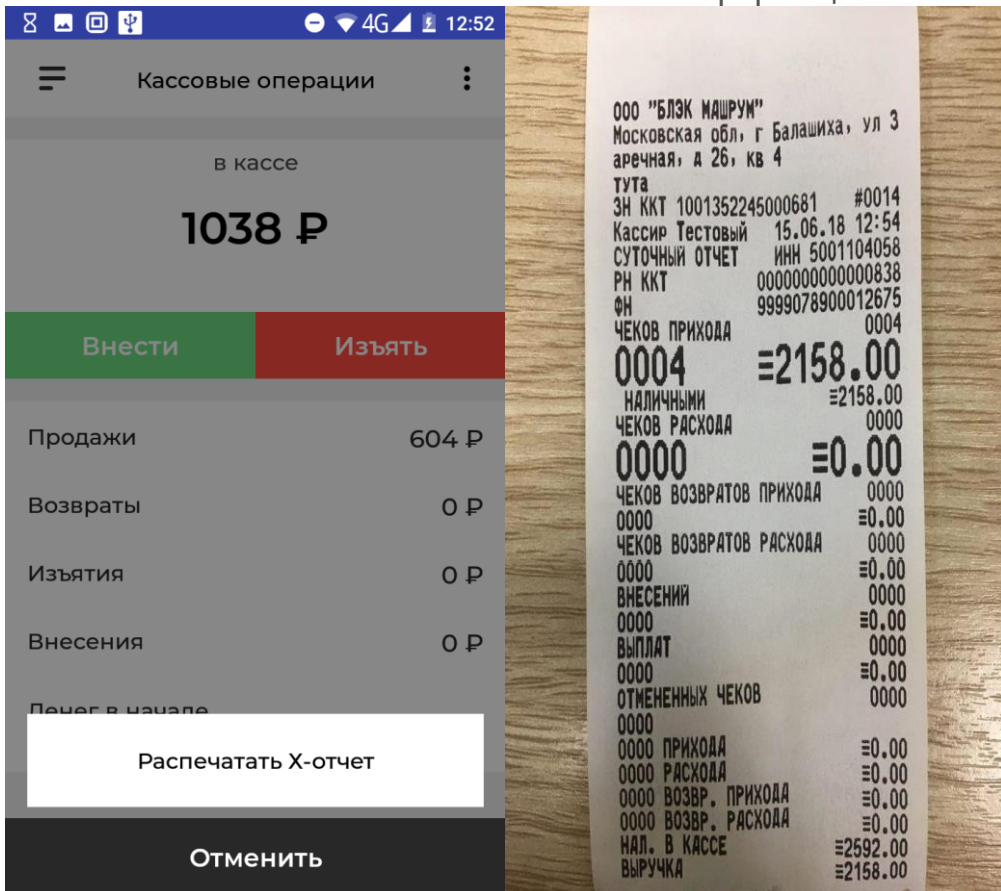 4G 12:52
Кассовые операции
в кассе
1038 ₽
Внести Изъять
Продажи 604 ₽
Возвраты 0 ₽
Изъятия 0 ₽
Внесения 0 ₽
Денег в начале
Распечатать X-отчет
Отменить
ООО "БЛЭК МАШРУМ"
Московская обл, г Балашиха, ул З
аречная, д 26, кв 4
тута
ЗН ККТ 1001352245000681 #0014
Кассир Тестовый 15.06.18 12:54
СУТОЧНЫЙ ОТЧЕТ ИНН 5001104058
РН ККТ 0000000000000838
ФН 9999078900012675
ЧЕКОВ ПРИХОДА 0004
0004 ≡2158.00
НАЛИЧНЫМИ ≡2158.00
ЧЕКОВ РАСХОДА 0000
0000 ≡0.00
ЧЕКОВ ВОЗВРАТОВ ПРИХОДА 0000
0000 ≡0.00
ЧЕКОВ ВОЗВРАТОВ РАСХОДА 0000
0000 ≡0.00
ВНЕСЕНИЙ 0000
0000 ≡0.00
ВЫПЛАТ 0000
0000 ≡0.00
ОТМЕНЕННЫХ ЧЕКОВ 0000
0000
0000 ПРИХОДА ≡0.00
0000 РАСХОДА ≡0.00
0000 ВОЗВР. ПРИХОДА ≡0.00
0000 ВОЗВР. РАСХОДА ≡0.00
НАЛ. В КАССЕ ≡2592.00
ВЫРУЧКА ≡2158.00